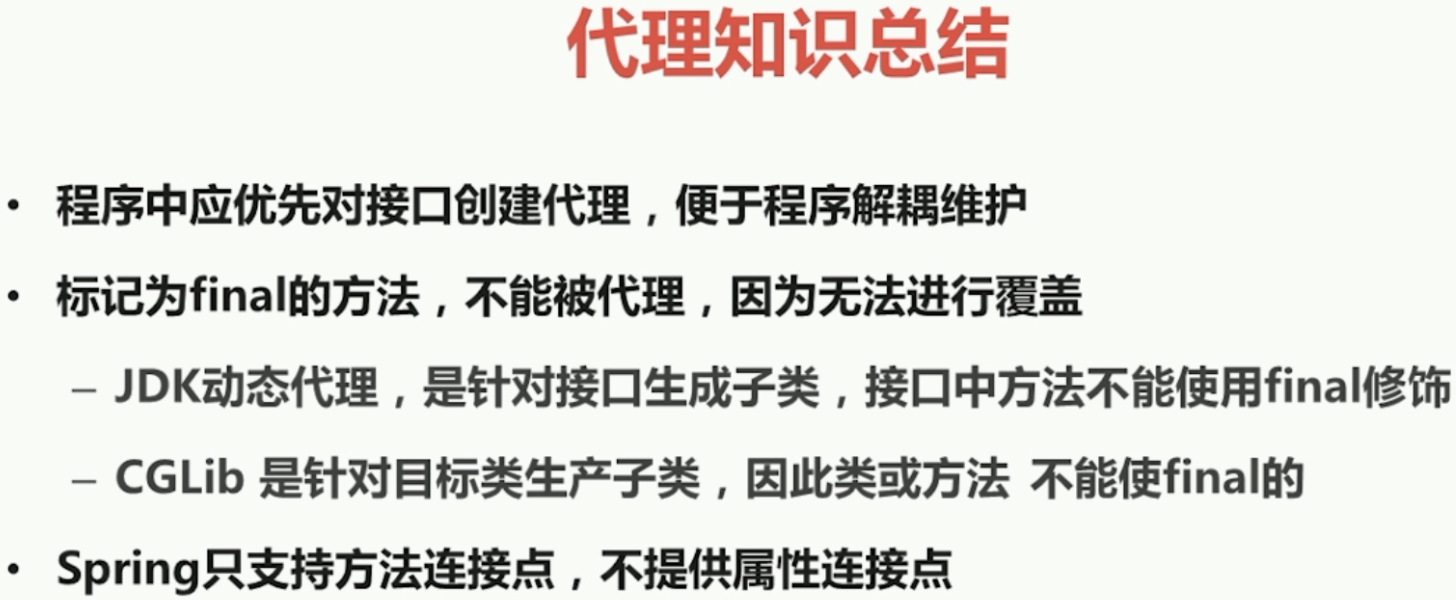 代理知识总结
• 程序中应优先对接口创建代理，便于程序解耦维护
• 标记为final的方法，不能被代理，因为无法进行覆盖
– JDK动态代理，是针对接口生成子类，接口中方法不能使用final修饰
– CGLib 是针对目标类生产子类，因此类或方法 不能使final的
• Spring只支持方法连接点，不提供属性连接点